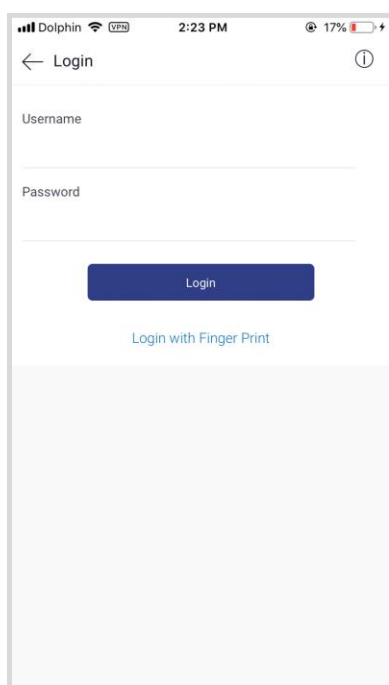 Dolphin VPN 2:23 PM 17%
Login
Username
Password
Login
Login with Finger Print